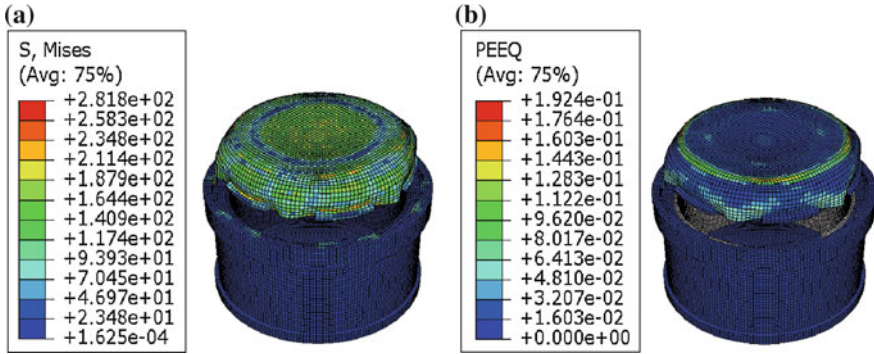 (a)
S, Mises
(Avg: 75%)
+2.818e+02
+2.583e+02
+2.348e+02
+2.114e+02
+1.879e+02
+1.644e+02
+1.409e+02
+1.174e+02
+9.393e+01
+7.045e+01
+4.697e+01
+2.348e+01
+1.625e-04
(b)
PEEQ
(Avg: 75%)
+1.924e-01
+1.764e-01
+1.603e-01
+1.443e-01
+1.283e-01
+1.122e-01
+9.620e-02
+8.017e-02
+6.413e-02
+4.810e-02
+3.207e-02
+1.603e-02
+0.000e+00